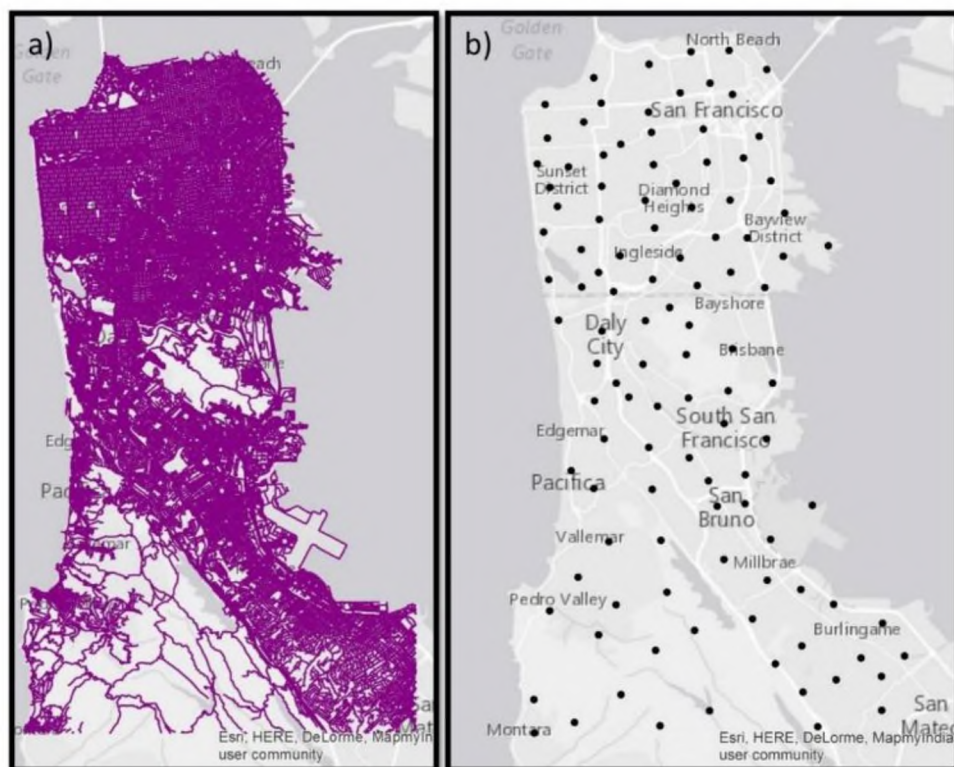 a)
Golden
Gate
Beach
Pacifica
Esri, HERE, DeLorme, MapmyIn
user community
b)
Golden
Gate
North Beach
San Francisco
Sunset
District
Diamond
Heights
Bayview
District
Ingleside
Bayshore
Daly
City
Brisbane
South San
Francisco
Edgemar
Pacifica
San
Bruno
Vallemar
Millbrae
Pedro Valley
Burlingame
San
Mateo
Montara
Esri, HERE, DeLorme, MapmyIndia
user community